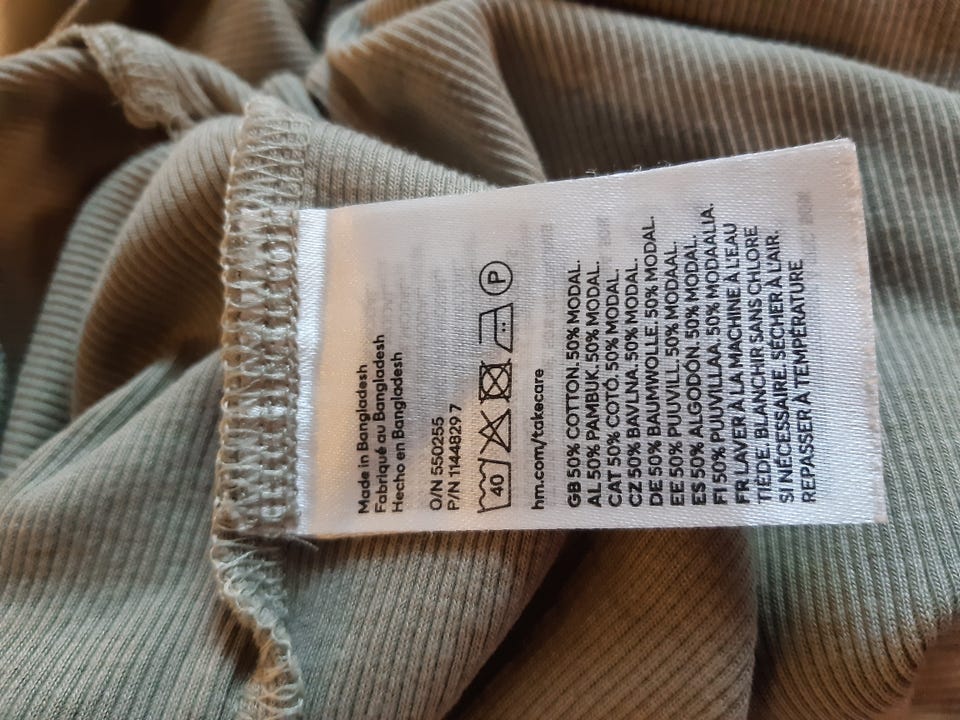 Made in Bangladesh
Fabriqué au Bangladesh
Hecho en Bangladesh
O/N 550255
P/N 1144829 7
40 P
hm.com/takecare
GB 50% COTTON. 50% MODAL.
AL 50% PAMBUK. 50% MODAL.
CAT 50% COTÓ. 50% MODAL.
CZ 50% BAVLNA. 50% MODAL.
DE 50% BAUMWOLLE. 50% MODAL.
EE 50% PUUVILL. 50% MODAAL.
ES 50% ALGODÓN. 50% MODAL.
FI 50% PUUVILLAA. 50% MODAALIA.
FR LAVER À LA MACHINE À L'EAU
TIÈDE. BLANCHIR SANS CHLORE
SI NÉCESSAIRE. SÉCHER À L'AIR.
REPASSER À TEMPÉRATURE